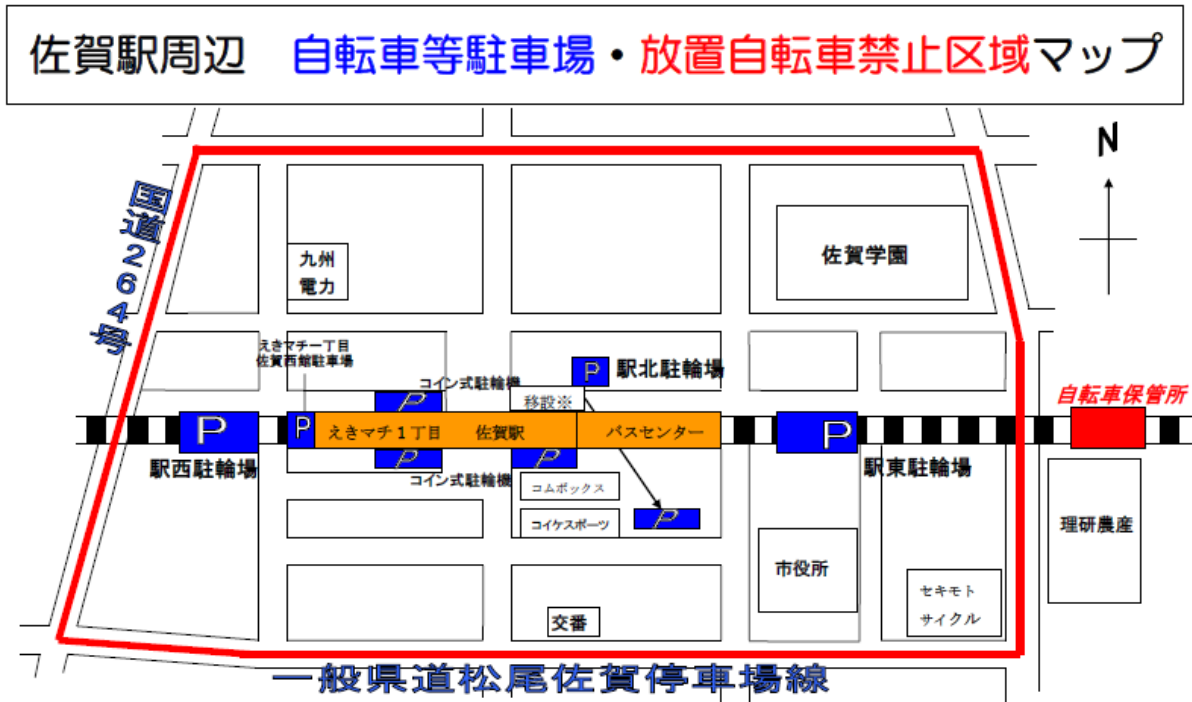 佐賀駅周辺 自転車等駐車場・放置自転車禁止区域マップ
N
国道264号
九州
電力
佐賀学園
えきマチ一丁目
佐賀西館駐車場
コイン式駐輪機
P
P
駅北駐輪場
移設※
自転車保管所
P
P
えきマチ1丁目 佐賀駅 バスセンター
P
駅西駐輪場
P
コイン式駐輪機
P
駅東駐輪場
コムボックス
コイケスポーツ
P
理研農産
市役所
セキモト
サイクル
交番
一般県道松尾佐賀停車場線